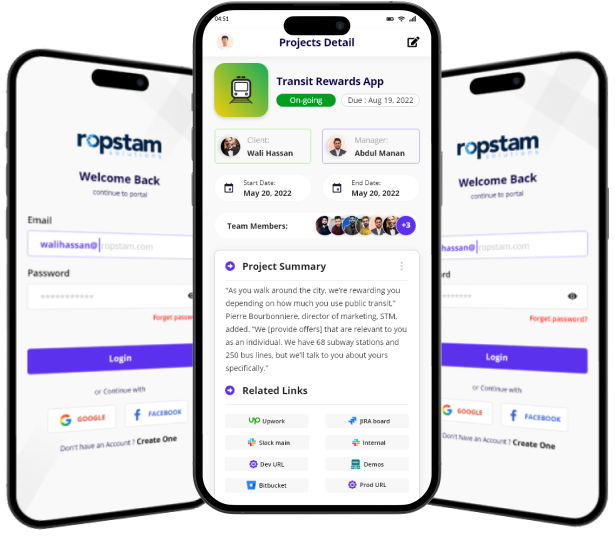 ropstam
solutions
Welcome Back
continue to portal
Email
walihassan@ropstam.com
Password
***********
Forget passw
Login
or Continue with
GOOGLE
FACEBOOK
Don't have an Account ? Create One
04:51
Projects Detail
Transit Rewards App
On-going
Due : Aug 19, 2022
Client:
Wali Hassan
Manager:
Abdul Manan
Start Date:
May 20, 2022
End Date:
May 20, 2022
Team Members:
+3
Project Summary
"As you walk around the city, we're rewarding you
depending on how much you use public transit,"
Pierre Bourbonniere, director of marketing, STM,
added. "We [provide offers] that are relevant to you
as an individual. We have 68 subway stations and
250 bus lines, but we'll talk to you about yours
specifically."
Related Links
up Upwork
JIRA board
Slack main
Internal
Dev URL
Demos
Bitbucket
Prod URL
ropstam
solutions
Welcome Back
continue to portal
hassan@ropstam.com
rd
Forget password?
Login
or Continue with
GOOGLE
FACEBOOK
Don't have an Account ? Create One